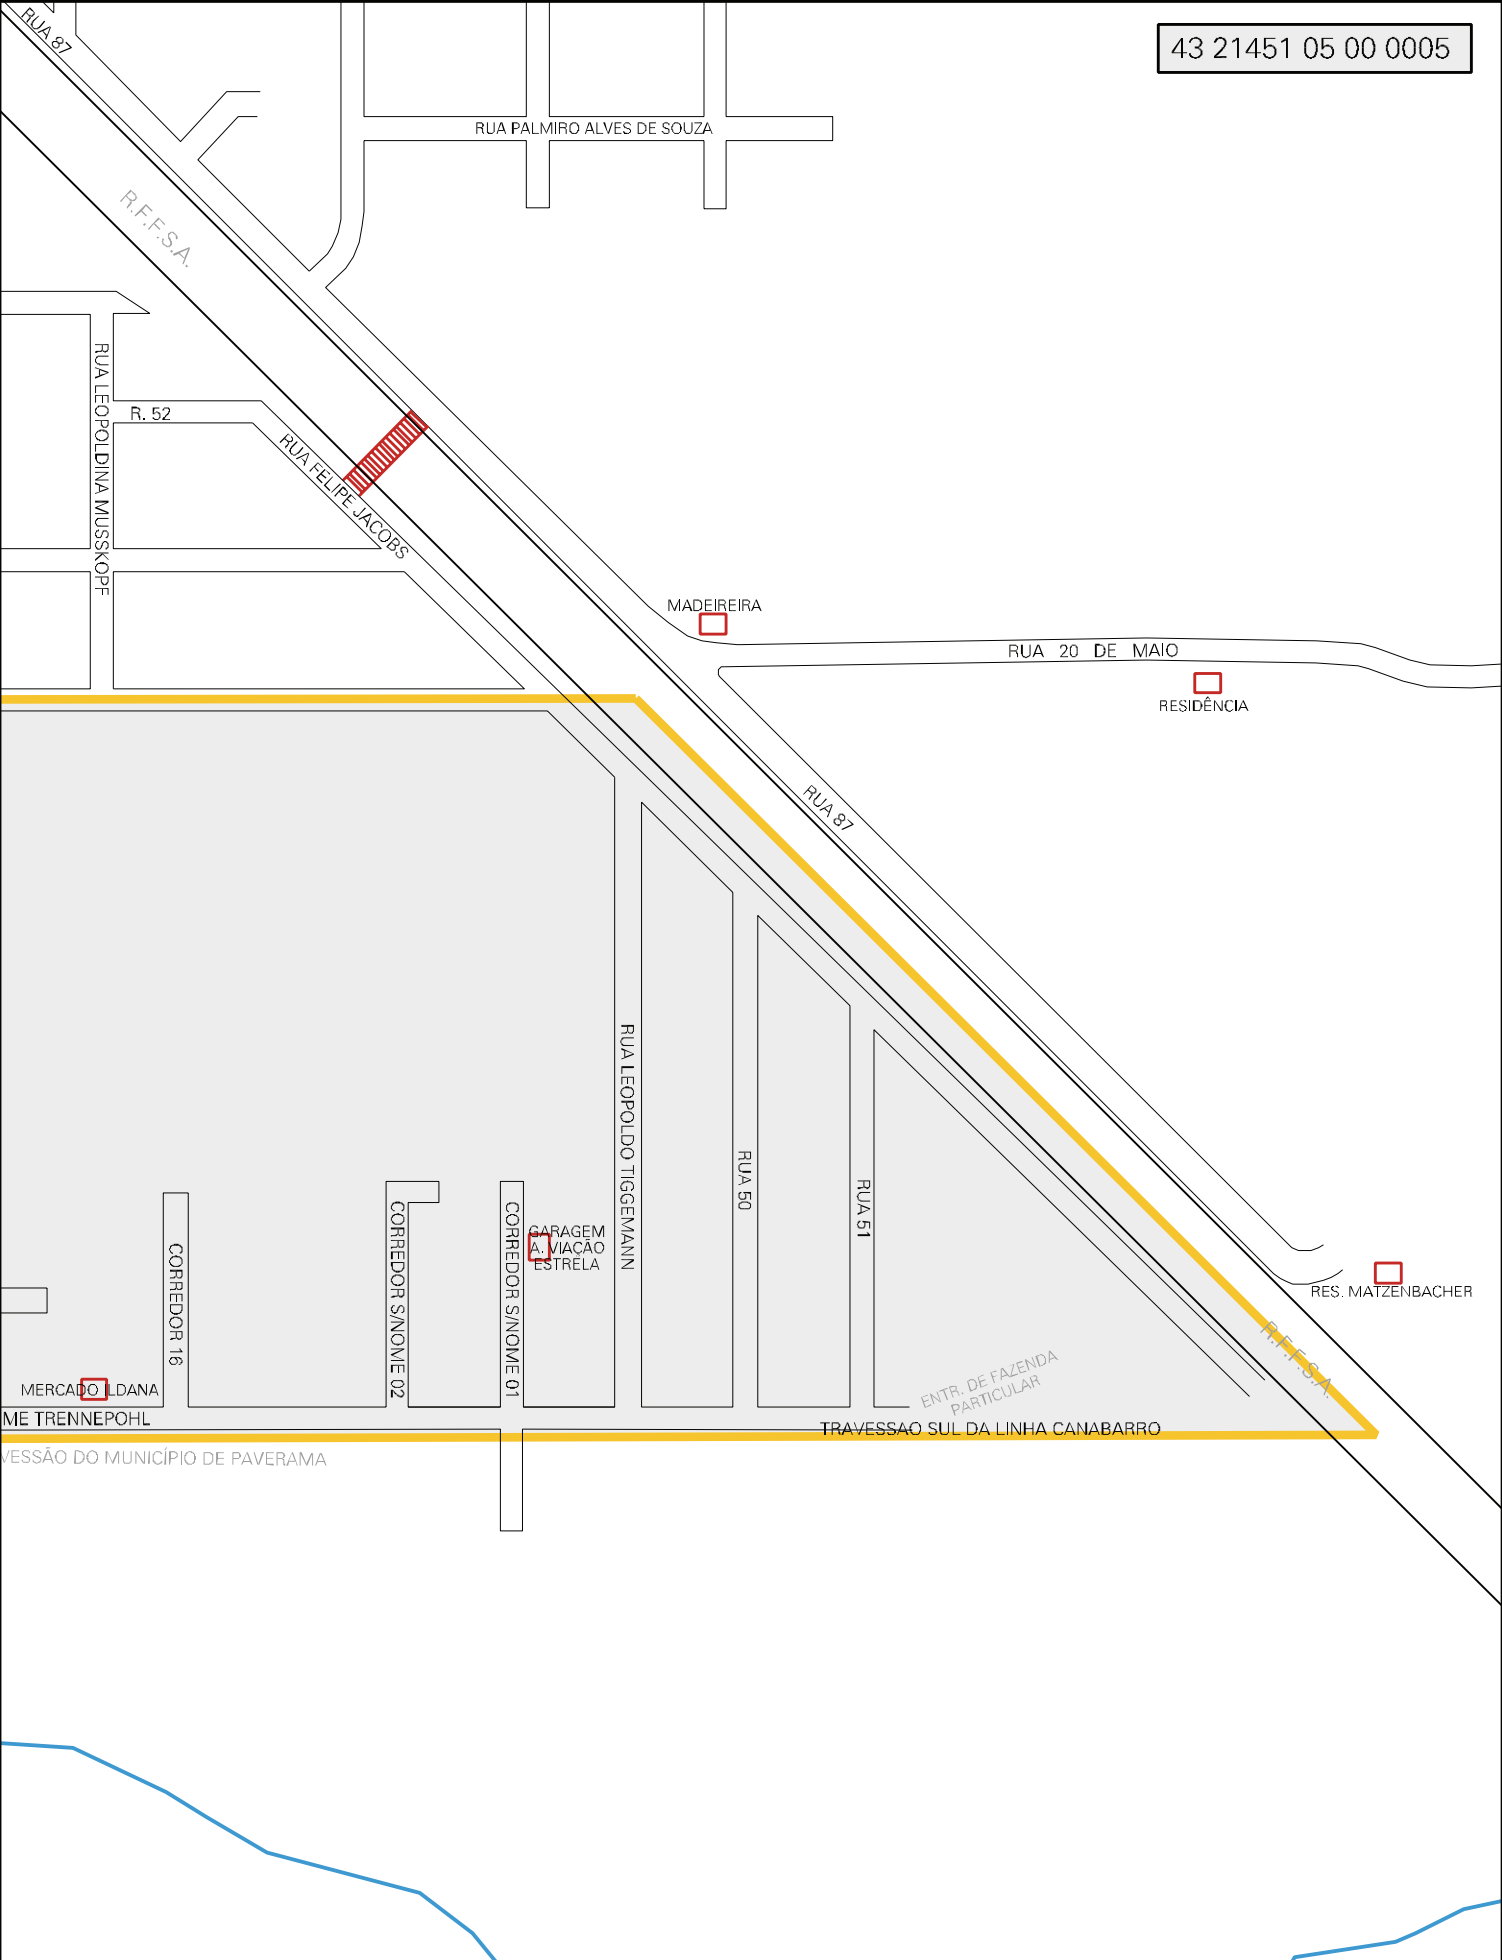 RUA 87
43 21451 05 00 0005
RUA PALMIRO ALVES DE SOUZA
R.F.F.S.A.
RUA LEOPOLDINA MUSSKOPF
R. 52
RUA FELIPE JACOBS
MADEIREIRA
RUA 20 DE MAIO
RESIDÊNCIA
RUA 87
RUA LEOPOLDO TIGGEMANN
RUA 50
RUA 51
CORREDOR 16
CORREDOR S/NOME 02
CORREDOR S/NOME 01
GARAGEM
A. VIAÇÃO
ESTRELA
RES. MATZENBACHER
R.F.F.S.A.
ENTR. DE FAZENDA
PARTICULAR
MERCADO ILDANA
ME TRENNEPOHL
TRAVESSAO SUL DA LINHA CANABARRO
VESSÃO DO MUNICÍPIO DE PAVERAMA